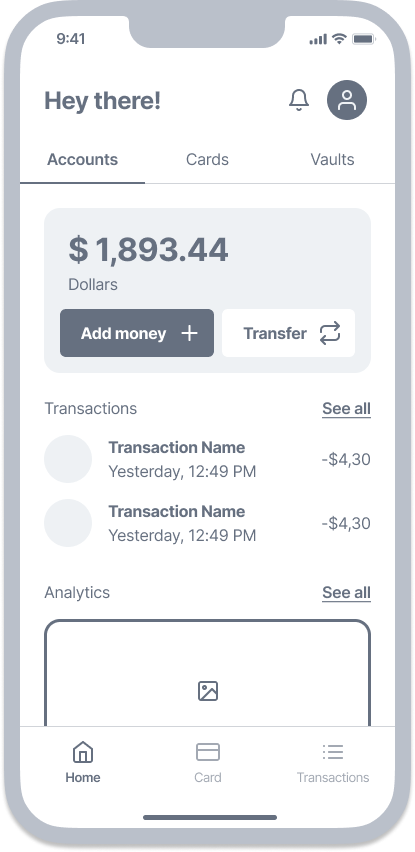 9:41
Hey there!
Accounts Cards Vaults
$ 1,893.44
Dollars
Add money Transfer
Transactions See all
Transaction Name
Yesterday, 12:49 PM -$4,30
Transaction Name
Yesterday, 12:49 PM -$4,30
Analytics See all
Home Card Transactions